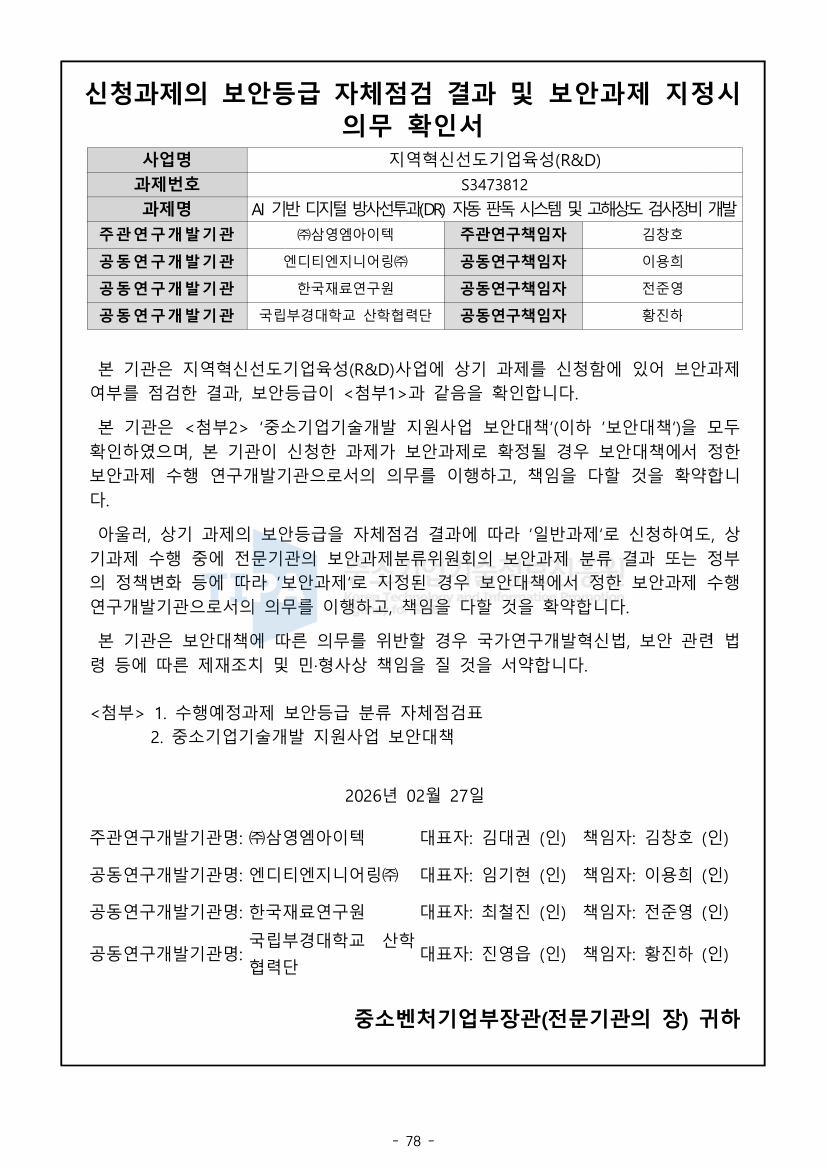 신청과제의 보안등급 자체점검 결과 및 보안과제 지정시
의무 확인서
사업명 지역혁신선도기업육성(R&D)
과제번호 S3473812
과제명 AI 기반 디지털 방사선투과(DR) 자동 판독 시스템 및 고해상도 검사장비 개발
주관연구개발기관 ㈜삼영엠아이텍 주관연구책임자 김창호
공동연구개발기관 엔디티엔지니어링㈜ 공동연구책임자 이용희
공동연구개발기관 한국재료연구원 공동연구책임자 전준영
공동연구개발기관 국립부경대학교 산학협력단 공동연구책임자 황진하
본 기관은 지역혁신선도기업육성(R&D)사업에 상기 과제를 신청함에 있어 보안과제
여부를 점검한 결과, 보안등급이 <첨부1>과 같음을 확인합니다.
본 기관은 <첨부2> ‘중소기업기술개발 지원사업 보안대책’(이하 ‘보안대책’)을 모두
확인하였으며, 본 기관이 신청한 과제가 보안과제로 확정될 경우 보안대책에서 정한
보안과제 수행 연구개발기관으로서의 의무를 이행하고, 책임을 다할 것을 확약합니
다.
아울러, 상기 과제의 보안등급을 자체점검 결과에 따라 ‘일반과제’로 신청하여도, 상
기과제 수행 중에 전문기관의 보안과제분류위원회의 보안과제 분류 결과 또는 정부
의 정책변화 등에 따라 ‘보안과제’로 지정된 경우 보안대책에서 정한 보안과제 수행
연구개발기관으로서의 의무를 이행하고, 책임을 다할 것을 확약합니다.
본 기관은 보안대책에 따른 의무를 위반할 경우 국가연구개발혁신법, 보안 관련 법
령 등에 따른 제재조치 및 민·형사상 책임을 질 것을 서약합니다.
<첨부> 1. 수행예정과제 보안등급 분류 자체점검표
2. 중소기업기술개발 지원사업 보안대책
2026년 02월 27일
주관연구개발기관명: ㈜삼영엠아이텍 대표자: 김대권 (인) 책임자: 김창호 (인)
공동연구개발기관명: 엔디티엔지니어링㈜ 대표자: 임기현 (인) 책임자: 이용희 (인)
공동연구개발기관명: 한국재료연구원 대표자: 최철진 (인) 책임자: 전준영 (인)
공동연구개발기관명: 국립부경대학교 산학
협력단 대표자: 진영읍 (인) 책임자: 황진하 (인)
중소벤처기업부장관(전문기관의 장) 귀하
- 78 -